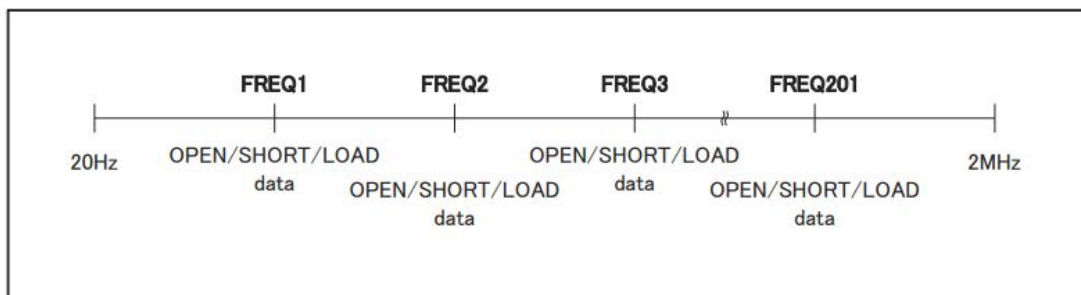 FREQ1 FREQ2 FREQ3 FREQ201
20Hz OPEN/SHORT/LOAD OPEN/SHORT/LOAD 2MHz
data data
OPEN/SHORT/LOAD OPEN/SHORT/LOAD
data data